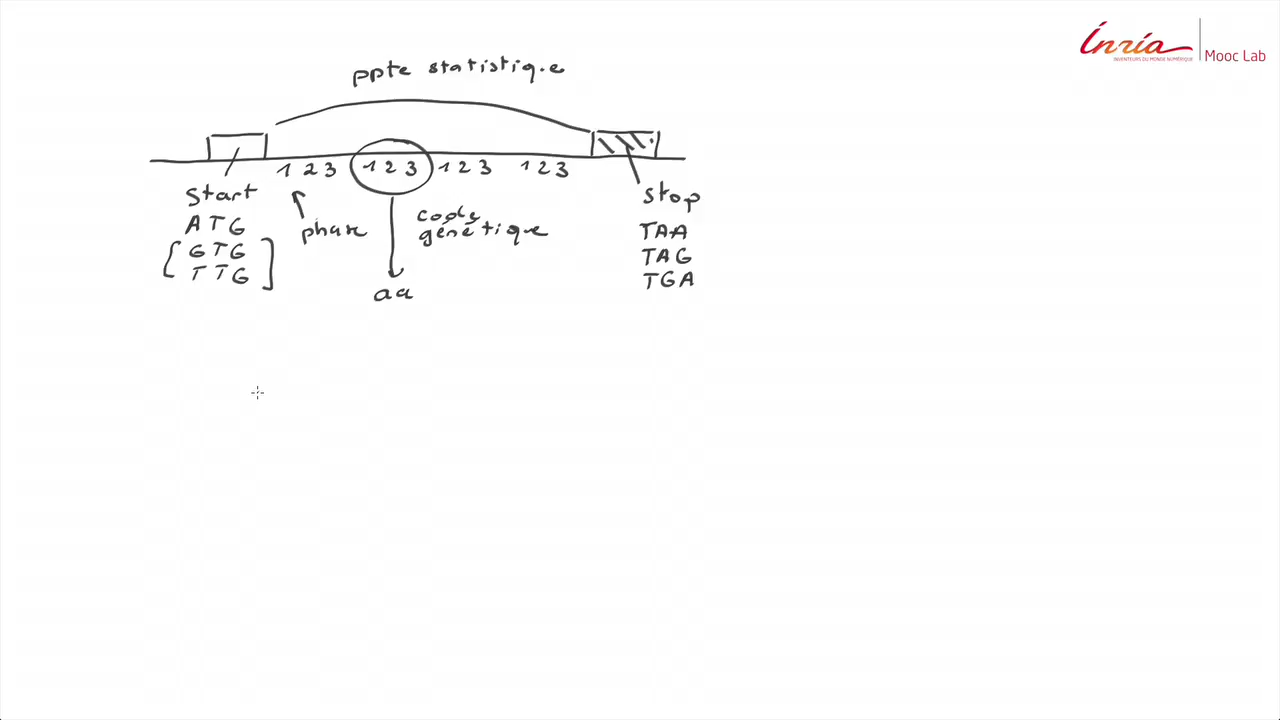 inria
INVENTEURS DU MONDE NUMÉRIQUE
Mooc Lab
ppte statistique
1 2 3 1 2 3 1 2 3 1 2 3
start
ATG
[GTG
TTG]
phase
code
génétique
aa
stop
TAA
TAG
TGA